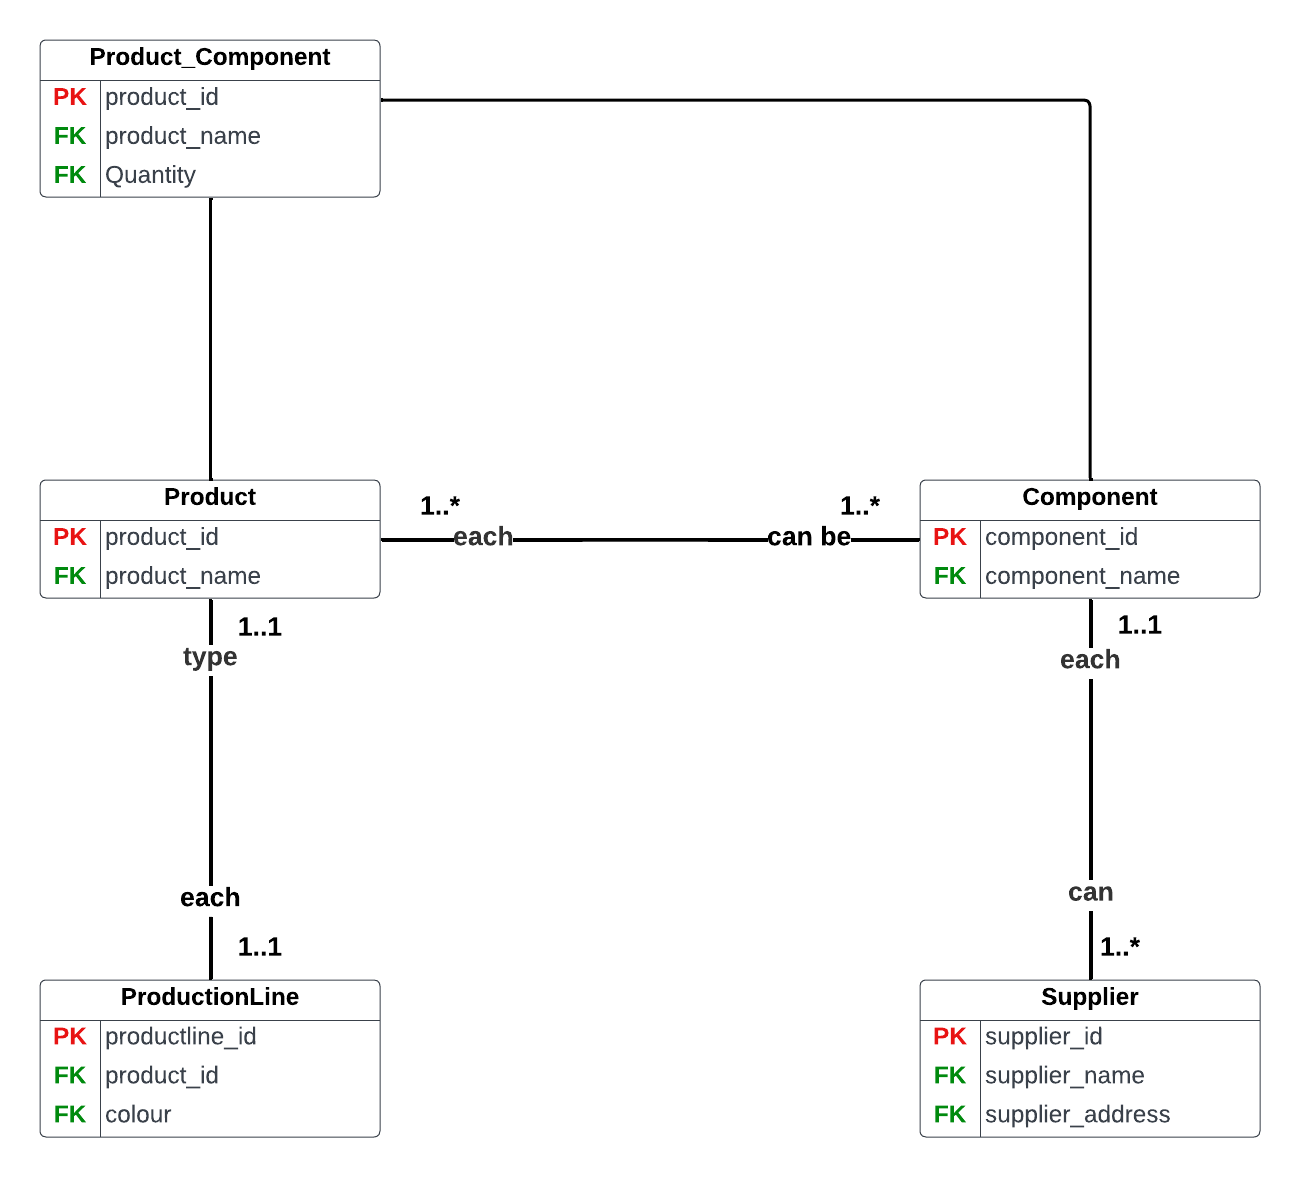 Product_Component
PK product_id
FK product_name
FK Quantity
Product
PK product_id
FK product_name
1..*
each
1..*
can be
Component
PK component_id
FK component_name
1..1
type
1..1
each
each
1..1
can
1..*
ProductionLine
PK productline_id
FK product_id
FK colour
Supplier
PK supplier_id
FK supplier_name
FK supplier_address